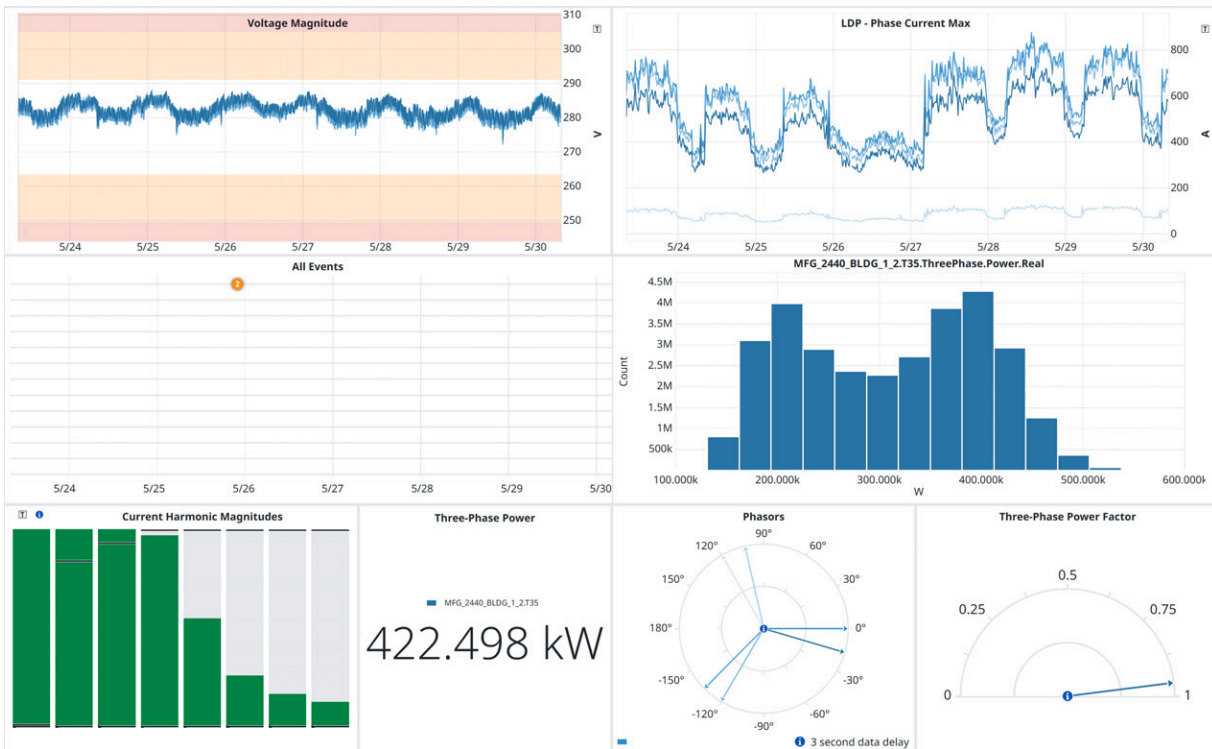 Voltage Magnitude
310
300
290
280
270
260
250
V
5/24
5/25
5/26
5/27
5/28
5/29
5/30
LDP - Phase Current Max
T
800
600
400
200
0
A
5/24
5/25
5/26
5/27
5/28
5/29
5/30
All Events
2
5/24
5/25
5/26
5/27
5/28
5/29
5/30
MFG_2440_BLDG_1_2.T35.ThreePhase.Power.Real
4.5M
4M
3.5M
3M
2.5M
2M
1.5M
1M
500k
Count
100.000k
200.000k
300.000k
400.000k
500.000k
600.000k
W
T
i
Current Harmonic Magnitudes
Three-Phase Power
MFG_2440_BLDG_1_2.T35
422.498 kW
Phasors
90°
120°
60°
150°
30°
180°
0°
-150°
-30°
-120°
-60°
-90°
i
i 3 second data delay
Three-Phase Power Factor
0.5
0.25
0.75
0
1
i
T